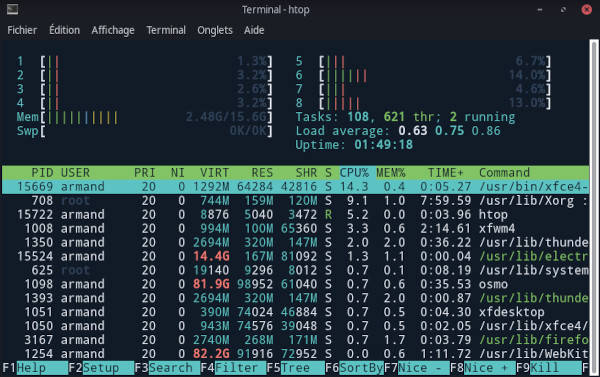 Terminal - htop
Fichier Édition Affichage Terminal Onglets Aide
1 [|| 1.3%] 5 [||| 6.7%]
2 [|| 3.2%] 6 [|||||| 14.0%]
3 [|| 2.6%] 7 [||| 4.6%]
4 [|| 3.2%] 8 [||||| 13.0%]
Mem[|||||||||||| 2.48G/15.6G] Tasks: 108, 621 thr; 2 running
Swp[ 0K/0K] Load average: 0.63 0.75 0.86
Uptime: 01:49:18
PID USER PRI NI VIRT RES SHR S CPU% MEM% TIME+ Command
15669 armand 20 0 1292M 64284 42816 S 14.3 0.4 0:05.27 /usr/bin/xfce4-
708 root 20 0 744M 159M 120M S 9.1 1.0 7:59.59 /usr/lib/Xorg :
15722 armand 20 0 8876 5040 3472 R 5.2 0.0 0:03.96 htop
1008 armand 20 0 994M 100M 65360 S 3.3 0.6 2:14.61 xfwm4
1350 armand 20 0 2694M 320M 147M S 2.0 2.0 0:36.22 /usr/lib/thunde
15524 armand 20 0 14.4G 167M 81092 S 1.3 1.1 0:00.04 /usr/lib/electr
625 root 20 0 19140 9296 8012 S 0.7 0.1 0:08.19 /usr/lib/system
1098 armand 20 0 81.9G 98952 61040 S 0.7 0.6 0:35.53 osmo
1393 armand 20 0 2694M 320M 147M S 0.7 2.0 0:00.87 /usr/lib/thunde
1051 armand 20 0 390M 74024 46884 S 0.7 0.5 0:04.30 xfdesktop
1050 armand 20 0 943M 74576 39048 S 0.7 0.5 0:02.05 /usr/lib/xfce4/
3167 armand 20 0 2740M 268M 171M S 0.7 1.7 0:03.79 /usr/lib/firefo
1254 armand 20 0 82.2G 91916 72952 S 0.0 0.6 1:11.72 /usr/lib/WebKit
F1Help F2Setup F3Search F4Filter F5Tree F6SortBy F7Nice - F8Nice + F9Kill